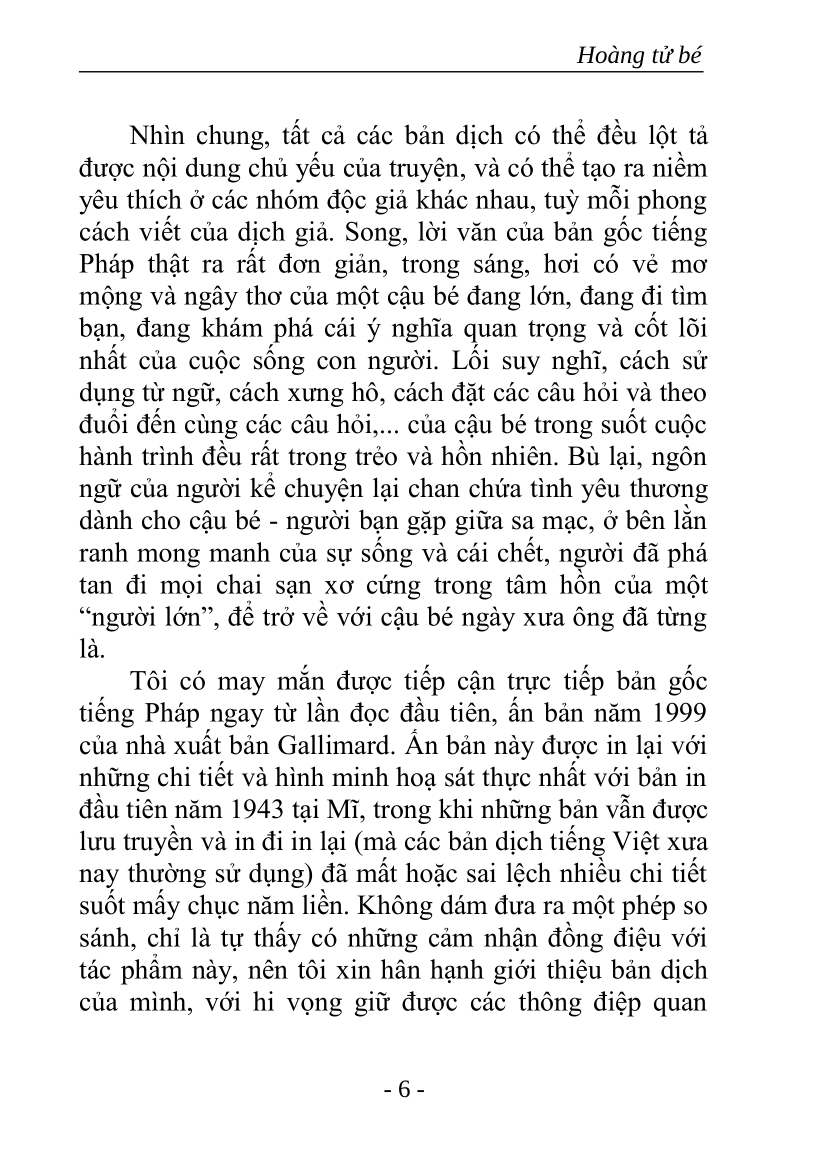 Hoàng tử bé
Nhìn chung, tất cả các bản dịch có thể đều lột tả
được nội dung chủ yếu của truyện, và có thể tạo ra niềm
yêu thích ở các nhóm độc giả khác nhau, tuỳ mỗi phong
cách viết của dịch giả. Song, lời văn của bản gốc tiếng
Pháp thật ra rất đơn giản, trong sáng, hơi có vẻ mơ
mộng và ngây thơ của một cậu bé đang lớn, đang đi tìm
bạn, đang khám phá cái ý nghĩa quan trọng và cốt lõi
nhất của cuộc sống con người. Lối suy nghĩ, cách sử
dụng từ ngữ, cách xưng hô, cách đặt các câu hỏi và theo
đuổi đến cùng các câu hỏi,... của cậu bé trong suốt cuộc
hành trình đều rất trong trẻo và hồn nhiên. Bù lại, ngôn
ngữ của người kể chuyện lại chan chứa tình yêu thương
dành cho cậu bé - người bạn gặp giữa sa mạc, ở bên lằn
ranh mong manh của sự sống và cái chết, người đã phá
tan đi mọi chai sạn xơ cứng trong tâm hồn của một
“người lớn”, để trở về với cậu bé ngày xưa ông đã từng
là.
Tôi có may mắn được tiếp cận trực tiếp bản gốc
tiếng Pháp ngay từ lần đọc đầu tiên, ấn bản năm 1999
của nhà xuất bản Gallimard. Ấn bản này được in lại với
những chi tiết và hình minh hoạ sát thực nhất với bản in
đầu tiên năm 1943 tại Mĩ, trong khi những bản vẫn được
lưu truyền và in đi in lại (mà các bản dịch tiếng Việt xưa
nay thường sử dụng) đã mất hoặc sai lệch nhiều chi tiết
suốt mấy chục năm liền. Không dám đưa ra một phép so
sánh, chỉ là tự thấy có những cảm nhận đồng điệu với
tác phẩm này, nên tôi xin hân hạnh giới thiệu bản dịch
của mình, với hi vọng giữ được các thông điệp quan
- 6 -